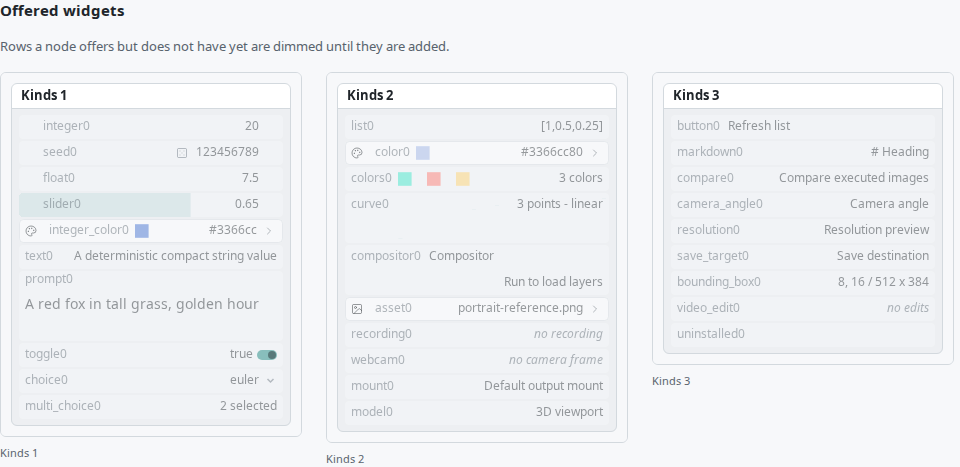 Offered widgets
Rows a node offers but does not have yet are dimmed until they are added.
Kinds 1
integer0 20
seed0 123456789
float0 7.5
slider0 0.65
integer_color0 #3366cc
text0 A deterministic compact string value
prompt0
A red fox in tall grass, golden hour
toggle0 true
choice0 euler
multi_choice0 2 selected
Kinds 1
Kinds 2
list0 [1,0.5,0.25]
color0 #3366cc80
colors0 3 colors
curve0 3 points - linear
compositor0 Compositor
Run to load layers
asset0 portrait-reference.png
recording0 no recording
webcam0 no camera frame
mount0 Default output mount
model0 3D viewport
Kinds 2
Kinds 3
button0 Refresh list
markdown0 # Heading
compare0 Compare executed images
camera_angle0 Camera angle
resolution0 Resolution preview
save_target0 Save destination
bounding_box0 8, 16 / 512 x 384
video_edit0 no edits
uninstalled0
Kinds 3